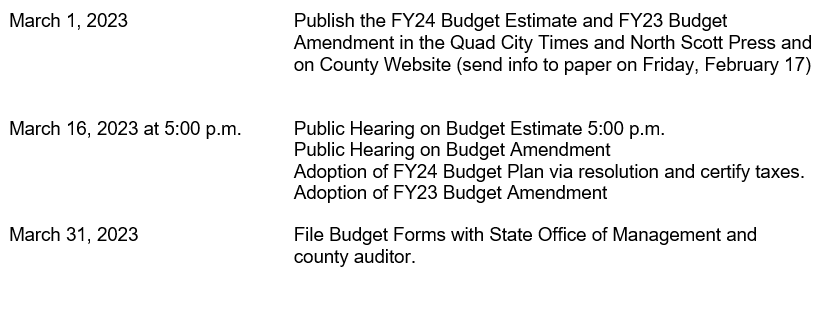 March 1, 2023 Publish the FY24 Budget Estimate and FY23 Budget
Amendment in the Quad City Times and North Scott Press and
on County Website (send info to paper on Friday, February 17)
March 16, 2023 at 5:00 p.m. Public Hearing on Budget Estimate 5:00 p.m.
Public Hearing on Budget Amendment
Adoption of FY24 Budget Plan via resolution and certify taxes.
Adoption of FY23 Budget Amendment
March 31, 2023 File Budget Forms with State Office of Management and
county auditor.